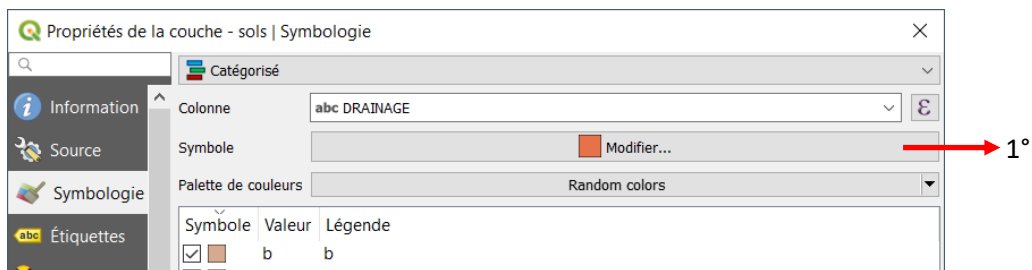 Propriétés de la couche - sols | Symbologie
Catégorisé
Information
Colonne
abc DRAINAGE
ε
Source
Symbole
Modifier...
1°
Symbologie
Palette de couleurs
Random colors
Symbole Valeur Légende
abc Étiquettes
b b